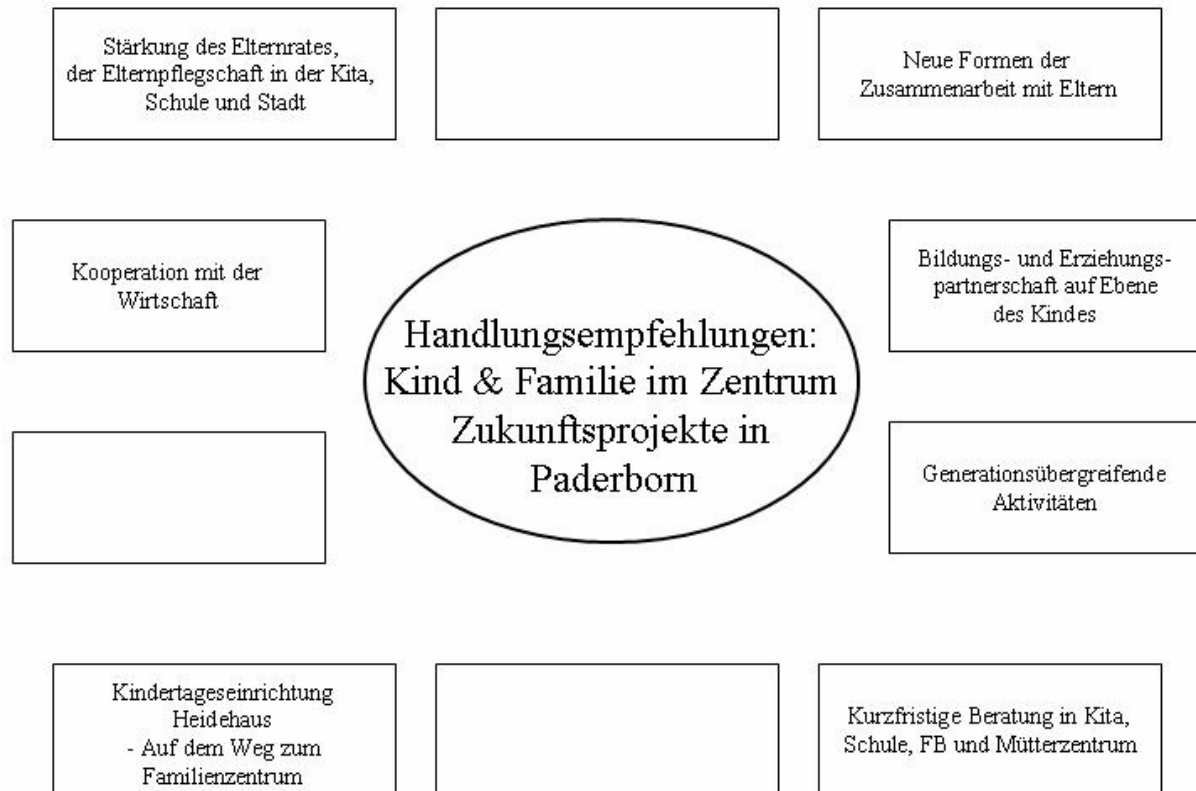 Stärkung des Elternrates,
der Elternpflegschaft in der Kita,
Schule und Stadt
Neue Formen der
Zusammenarbeit mit Eltern
Kooperation mit der
Wirtschaft
Handlungsempfehlungen:
Kind & Familie im Zentrum
Zukunftsprojekte in
Paderborn
Bildungs- und Erziehungs-
partnerschaft auf Ebene
des Kindes
Generationsübergreifende
Aktivitäten
Kindertageseinrichtung
Heidehaus
- Auf dem Weg zum
Familienzentrum
Kurzfristige Beratung in Kita,
Schule, FB und Mütterzentrum